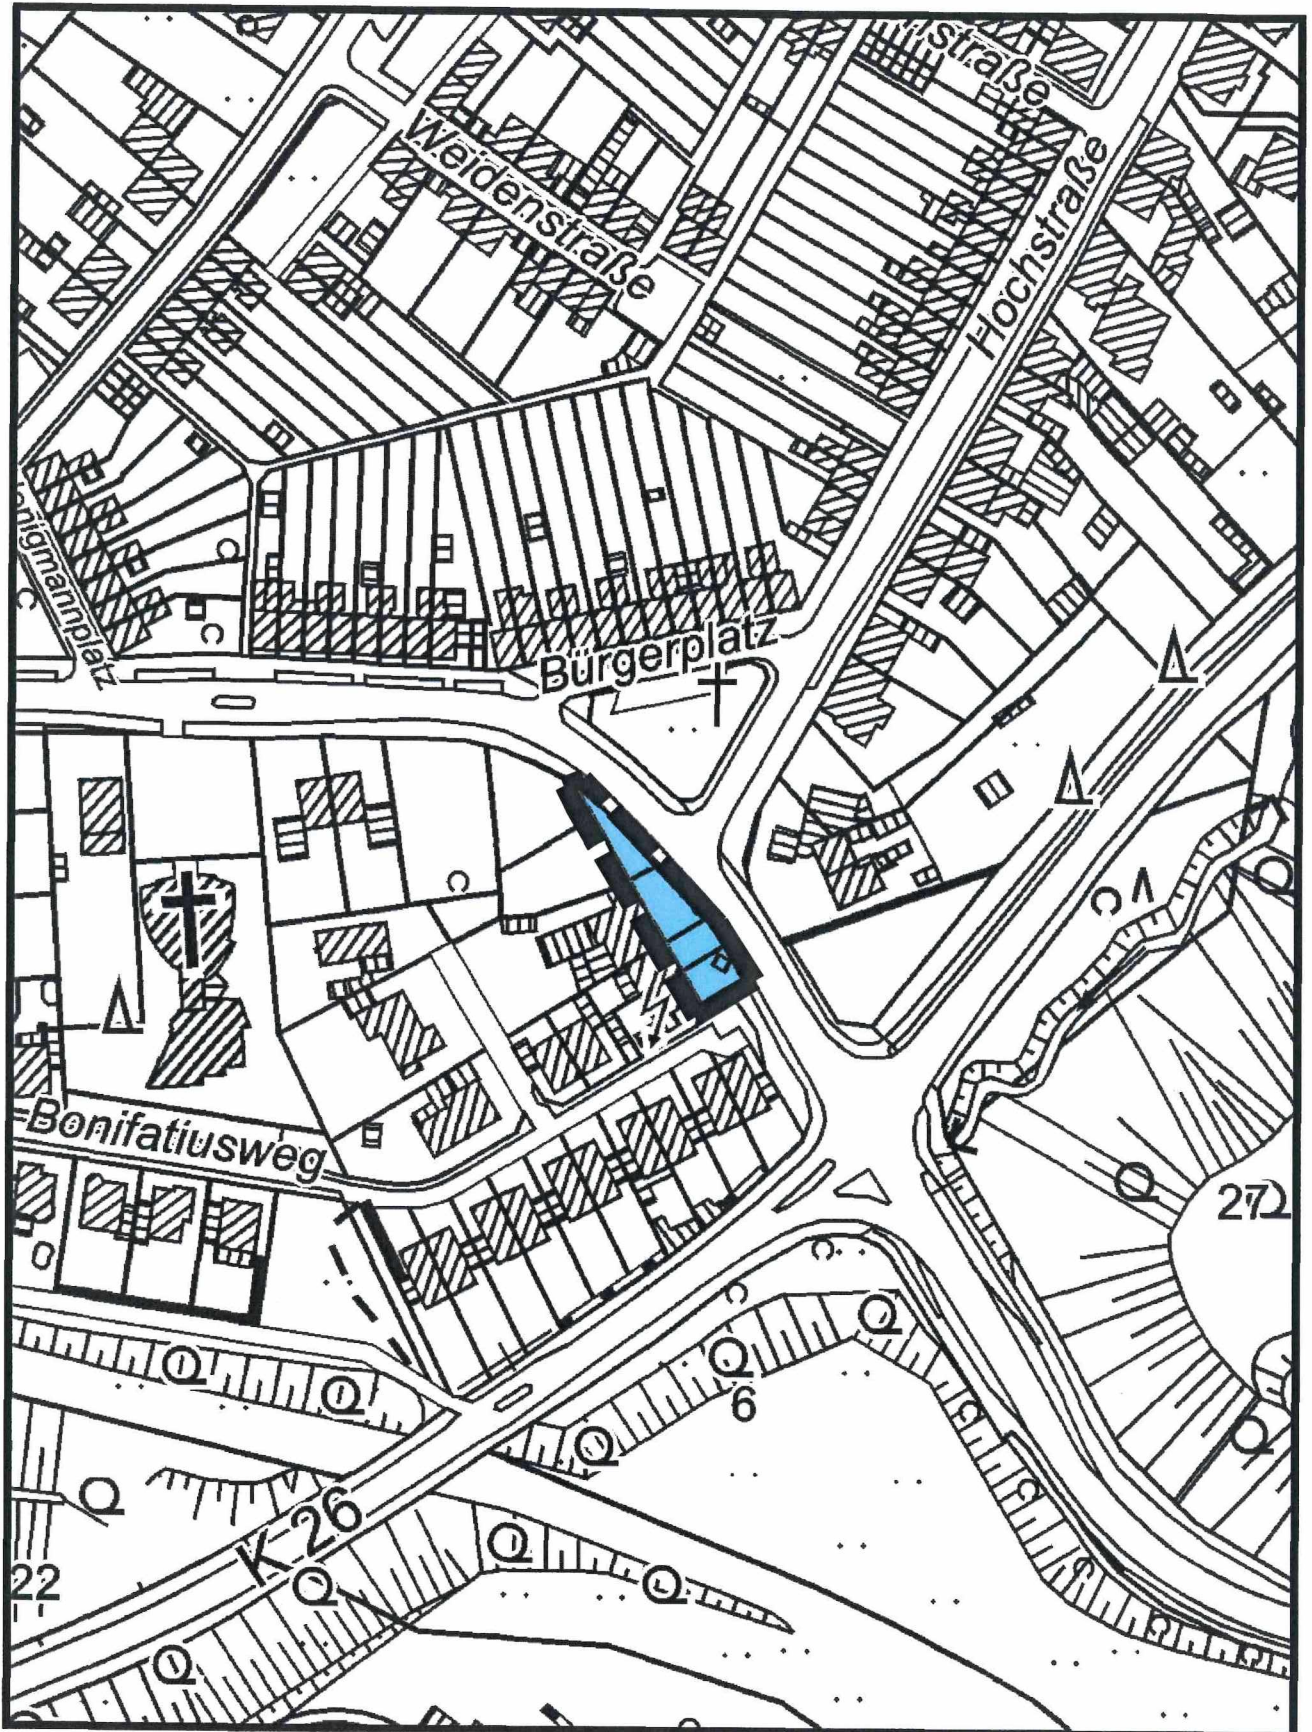 straße
Weidenstraße
Hochstraße
Bürgerplatz
Bonifatiusweg
27
6
K 26
22